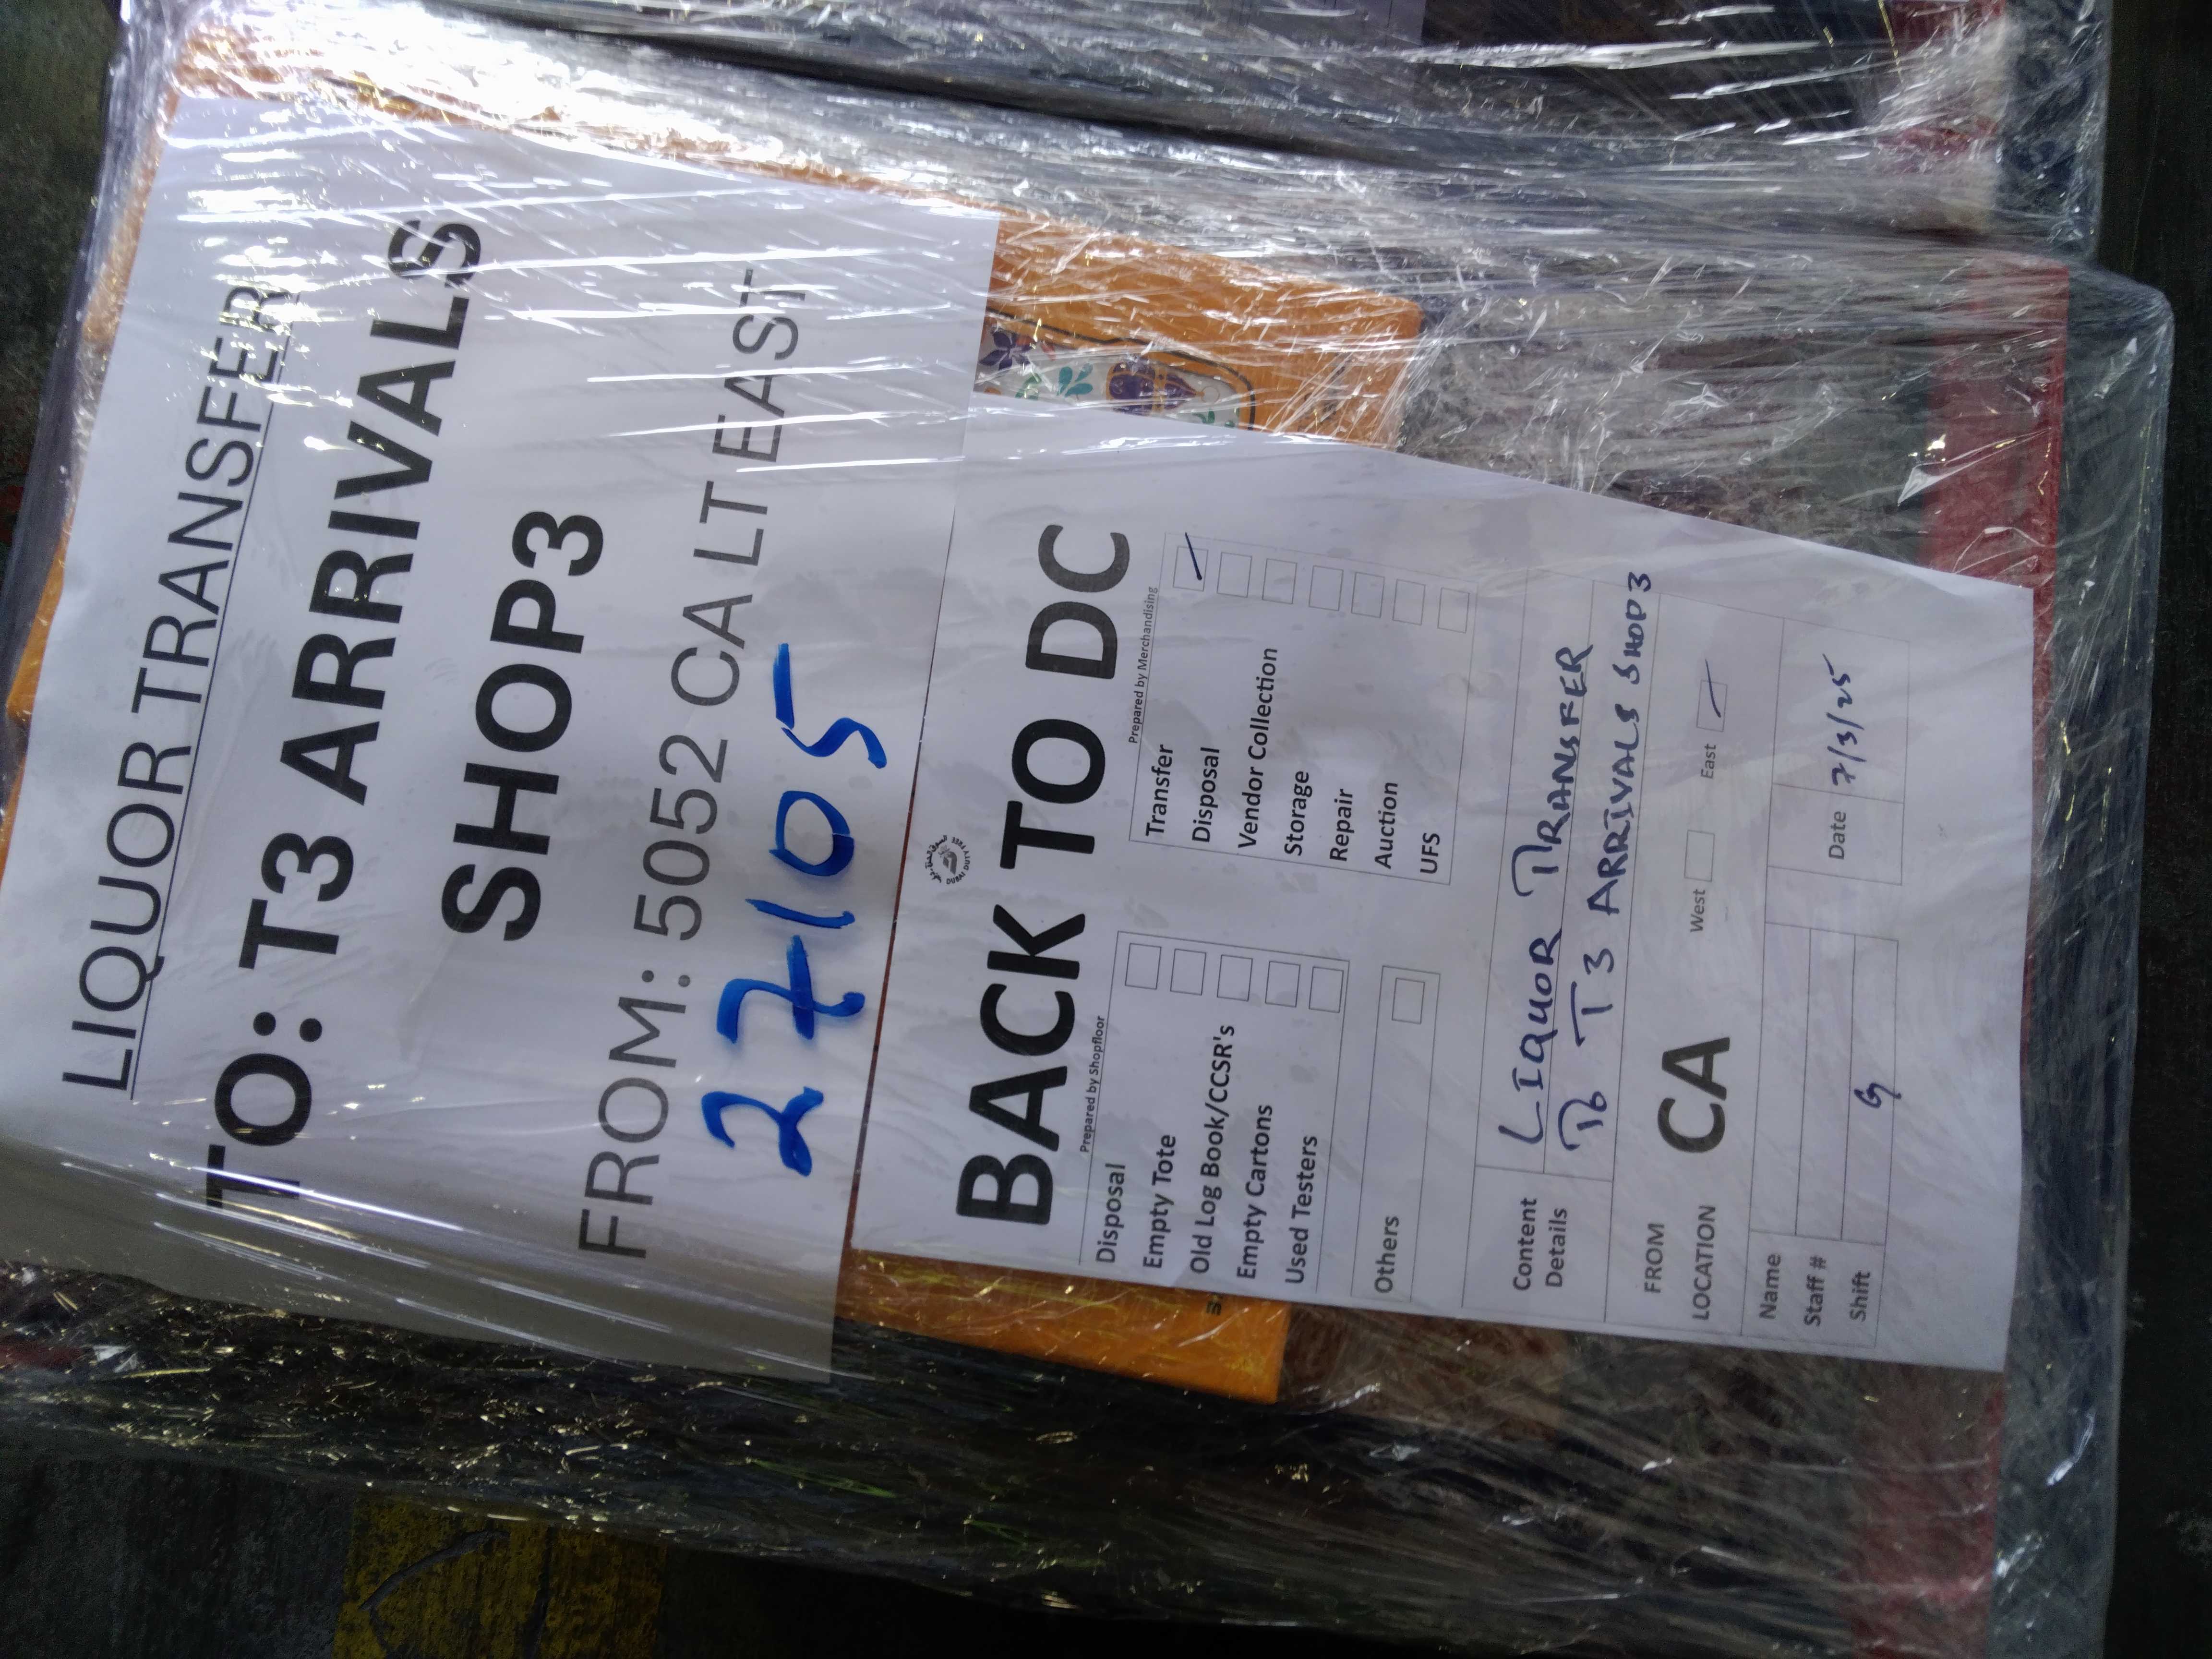 LIQUOR TRANSFER
TO: T3 ARRIVALS
SHOP3
FROM: 5052 CA LT EAST
27105
DUBAI DUTY FREE
BACK TO DC
Prepared by Shopfloor
Disposal
Empty Tote
Old Log Book/CCSR's
Empty Cartons
Used Testers
Others
Prepared by Merchandising
Transfer
Disposal
Vendor Collection
Storage
Repair
Auction
UFS
Content Details
LIQUOR TRANSFER
TO T3 ARRIVALS SHOP3
FROM LOCATION CA West East
Name
Staff #
Shift G
Date 7/3/25